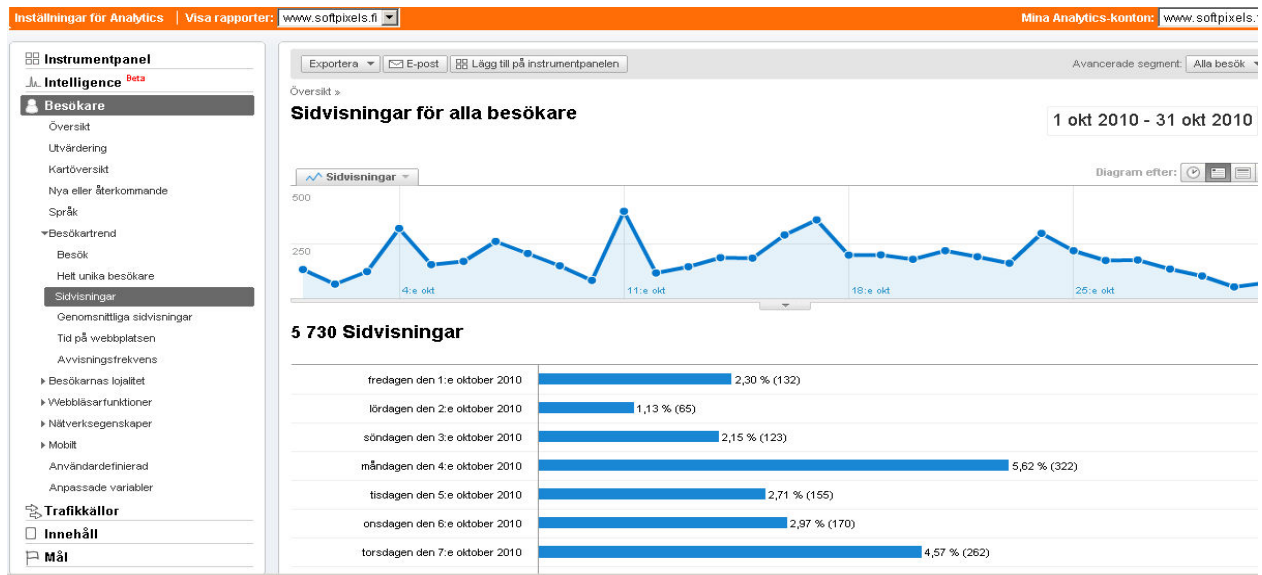 Inställningar för Analytics | Visa rapporter: www.softpixels.fi
Mina Analytics-konton: www.softpixels.
Instrumentpanel
Intelligence Beta
Besökare
Översikt
Utvärdering
Kartöversikt
Nya eller återkommande
Språk
Besökartrend
Besök
Helt unika besökare
Sidvisningar
Genomsnittliga sidvisningar
Tid på webbplatsen
Avvisningsfrekvens
Besökarnas lojalitet
Webbläsarfunktioner
Nätverksegenskaper
Mobilt
Användardefinierad
Anpassade variabler
Trafikkällor
Innehåll
Mål
Exportera E-post Lägg till på instrumentpanelen
Avancerade segment: Alla besök
Översikt »
Sidvisningar för alla besökare
1 okt 2010 - 31 okt 2010
Sidvisningar
Diagram efter:
500
250
4:e okt 11:e okt 18:e okt 25:e okt
5 730 Sidvisningar
fredagen den 1:e oktober 2010 2,30 % (132)
lördagen den 2:e oktober 2010 1,13 % (65)
söndagen den 3:e oktober 2010 2,15 % (123)
måndagen den 4:e oktober 2010 5,62 % (322)
tisdagen den 5:e oktober 2010 2,71 % (155)
onsdagen den 6:e oktober 2010 2,97 % (170)
torsdagen den 7:e oktober 2010 4,57 % (262)